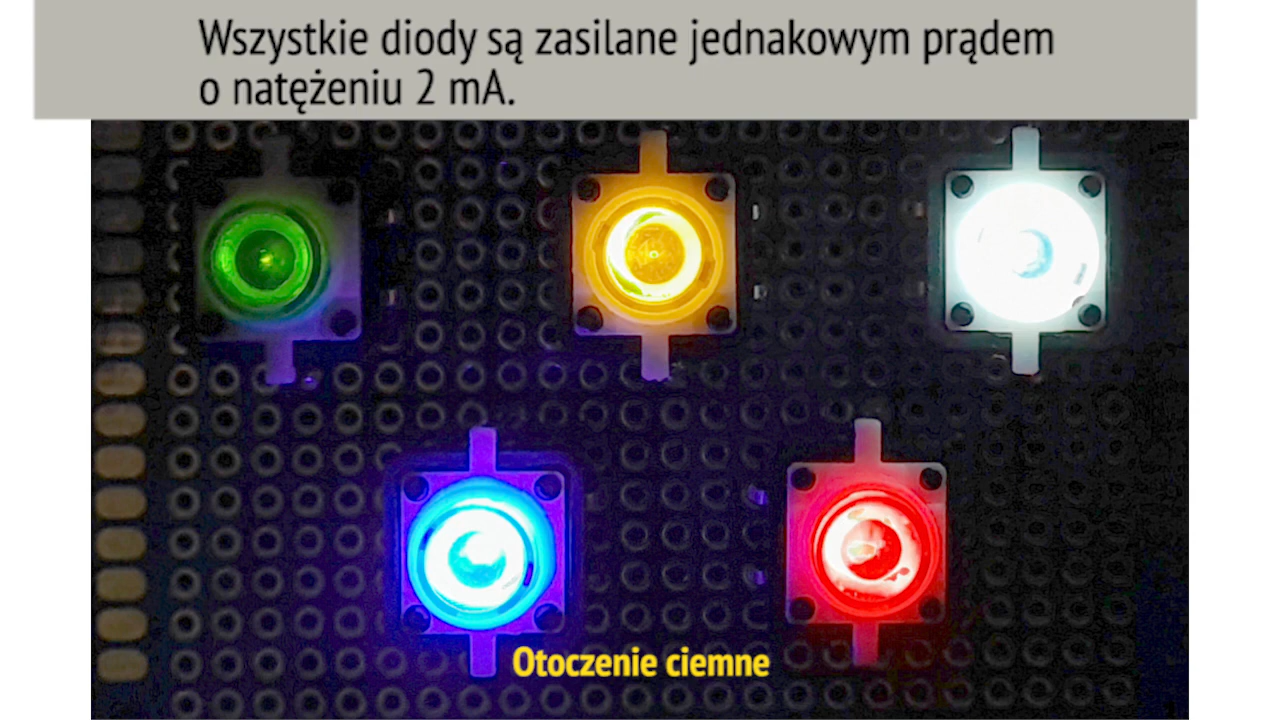 Wszystkie diody są zasilane jednakowym prądem
o natężeniu 2 mA.
Otoczenie ciemne